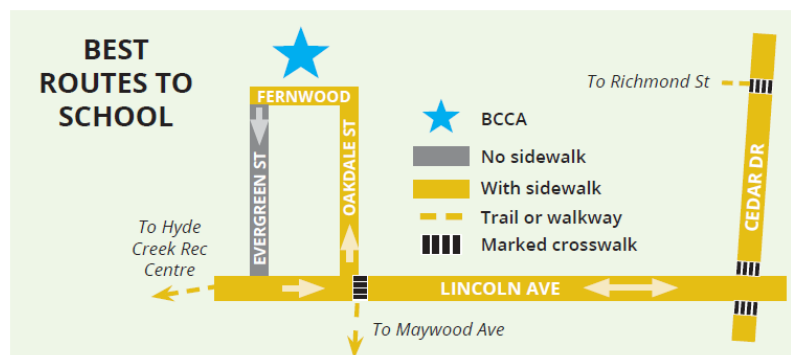 BEST
ROUTES TO
SCHOOL
FERNWOOD
EVERGREEN ST
OAKDALE ST
To Richmond St
BCCA
No sidewalk
With sidewalk
Trail or walkway
Marked crosswalk
CEDAR DR
To Hyde
Creek Rec
Centre
LINCOLN AVE
To Maywood Ave